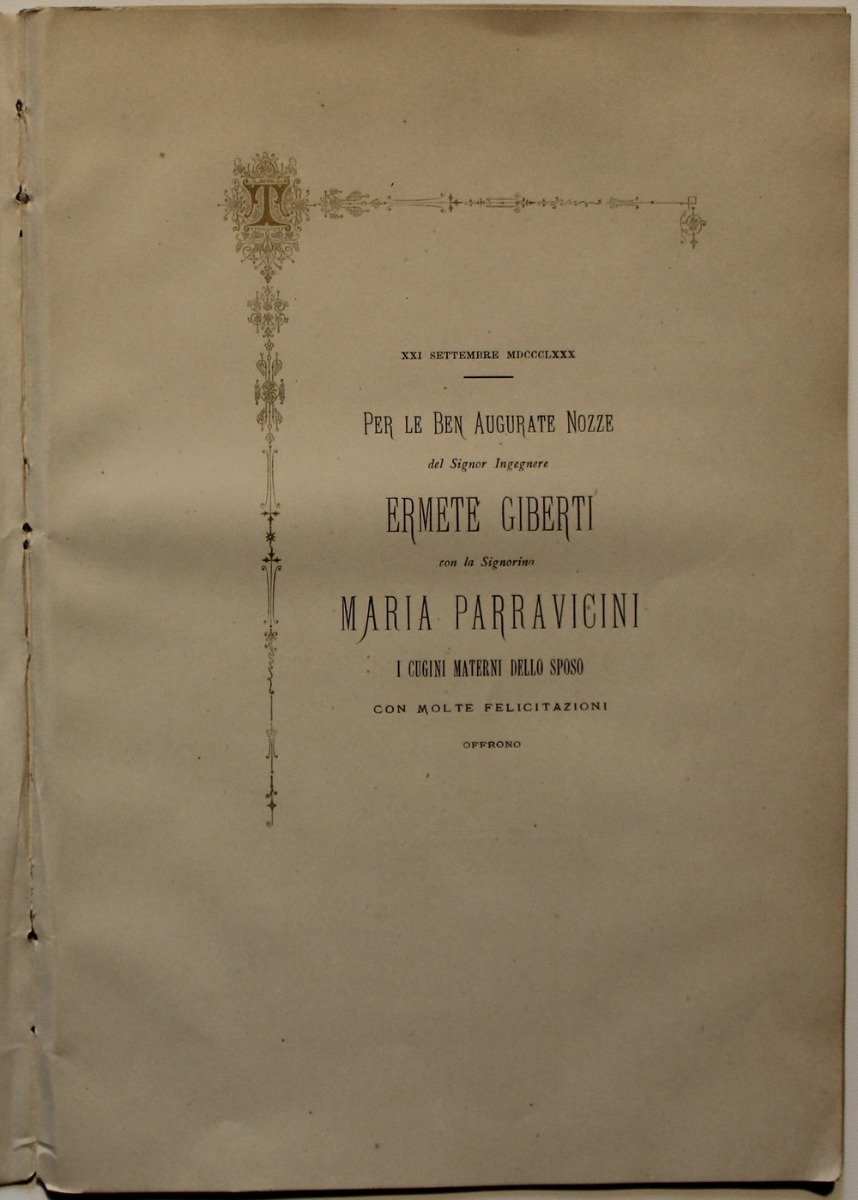 T
XXI SETTEMBRE MDCCCLXXX
PER LE BEN AUGURATE NOZZE
del Signor Ingegnere
ERMETE GIBERTI
con la Signorina
MARIA PARRAVICINI
I CUGINI MATERNI DELLO SPOSO
CON MOLTE FELICITAZIONI
OFFRONO